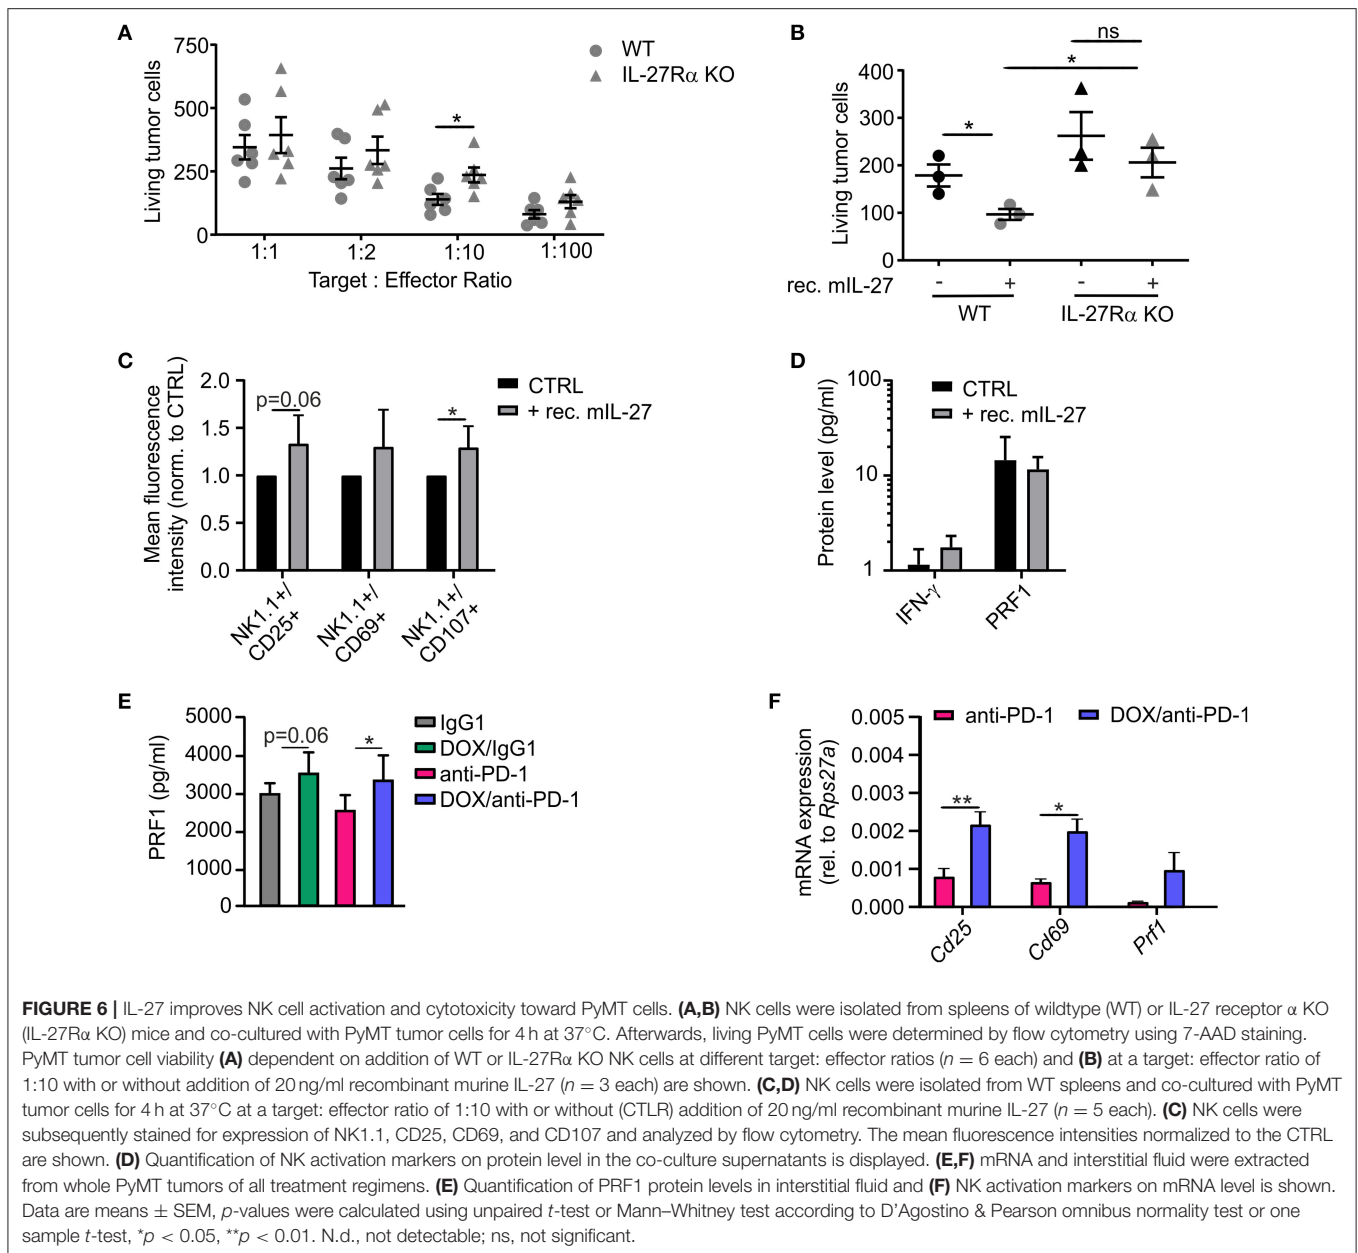 A
750
500
250
0
Living tumor cells
*
WT
IL-27Rα KO
1:1 1:2 1:10 1:100
Target : Effector Ratio
B
ns
*
*
400
300
200
100
0
Living tumor cells
rec. mIL-27 - + - +
WT IL-27Rα KO
C
2.0
1.5
1.0
0.5
0.0
Mean fluorescence
intensity (norm. to CTRL)
p=0.06
*
CTRL
+ rec. mIL-27
NK1.1+/
CD25+
NK1.1+/
CD69+
NK1.1+/
CD107+
D
100
10
1
Protein level (pg/ml)
CTRL
+ rec. mIL-27
IFN-γ
PRF1
E
5000
4000
3000
2000
1000
0
PRF1 (pg/ml)
p=0.06
*
IgG1
DOX/IgG1
anti-PD-1
DOX/anti-PD-1
F
anti-PD-1 DOX/anti-PD-1
0.005
0.004
0.003
0.002
0.001
0.000
mRNA expression
(rel. to Rps27a)
**
*
Cd25
Cd69
Prf1
FIGURE 6 | IL-27 improves NK cell activation and cytotoxicity toward PyMT cells. (A,B) NK cells were isolated from spleens of wildtype (WT) or IL-27 receptor α KO
(IL-27Rα KO) mice and co-cultured with PyMT tumor cells for 4 h at 37°C. Afterwards, living PyMT cells were determined by flow cytometry using 7-AAD staining.
PyMT tumor cell viability (A) dependent on addition of WT or IL-27Rα KO NK cells at different target: effector ratios (n = 6 each) and (B) at a target: effector ratio of
1:10 with or without addition of 20 ng/ml recombinant murine IL-27 (n = 3 each) are shown. (C,D) NK cells were isolated from WT spleens and co-cultured with PyMT
tumor cells for 4 h at 37°C at a target: effector ratio of 1:10 with or without (CTLR) addition of 20 ng/ml recombinant murine IL-27 (n = 5 each). (C) NK cells were
subsequently stained for expression of NK1.1, CD25, CD69, and CD107 and analyzed by flow cytometry. The mean fluorescence intensities normalized to the CTRL
are shown. (D) Quantification of NK activation markers on protein level in the co-culture supernatants is displayed. (E,F) mRNA and interstitial fluid were extracted
from whole PyMT tumors of all treatment regimens. (E) Quantification of PRF1 protein levels in interstitial fluid and (F) NK activation markers on mRNA level is shown.
Data are means ± SEM, p-values were calculated using unpaired t-test or Mann–Whitney test according to D'Agostino & Pearson omnibus normality test or one
sample t-test, *p < 0.05, **p < 0.01. N.d., not detectable; ns, not significant.